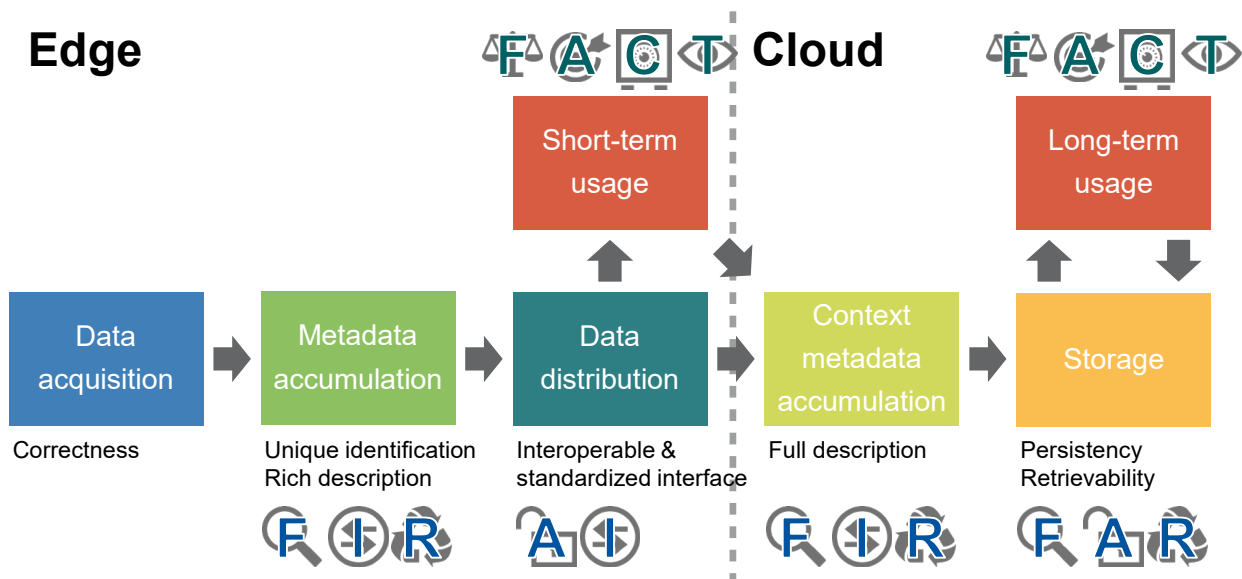 Edge
F A C T
Cloud
F A C T
Short-term
usage
Long-term
usage
Data
acquisition
Metadada
accumulation
Data
distribution
Context
metadata
accumulation
Storage
Correctness
Unique identification
Rich description
Interoperable &
standardized interface
Full description
Persistency
Retrievability
F I R
A I
F I R
F A R